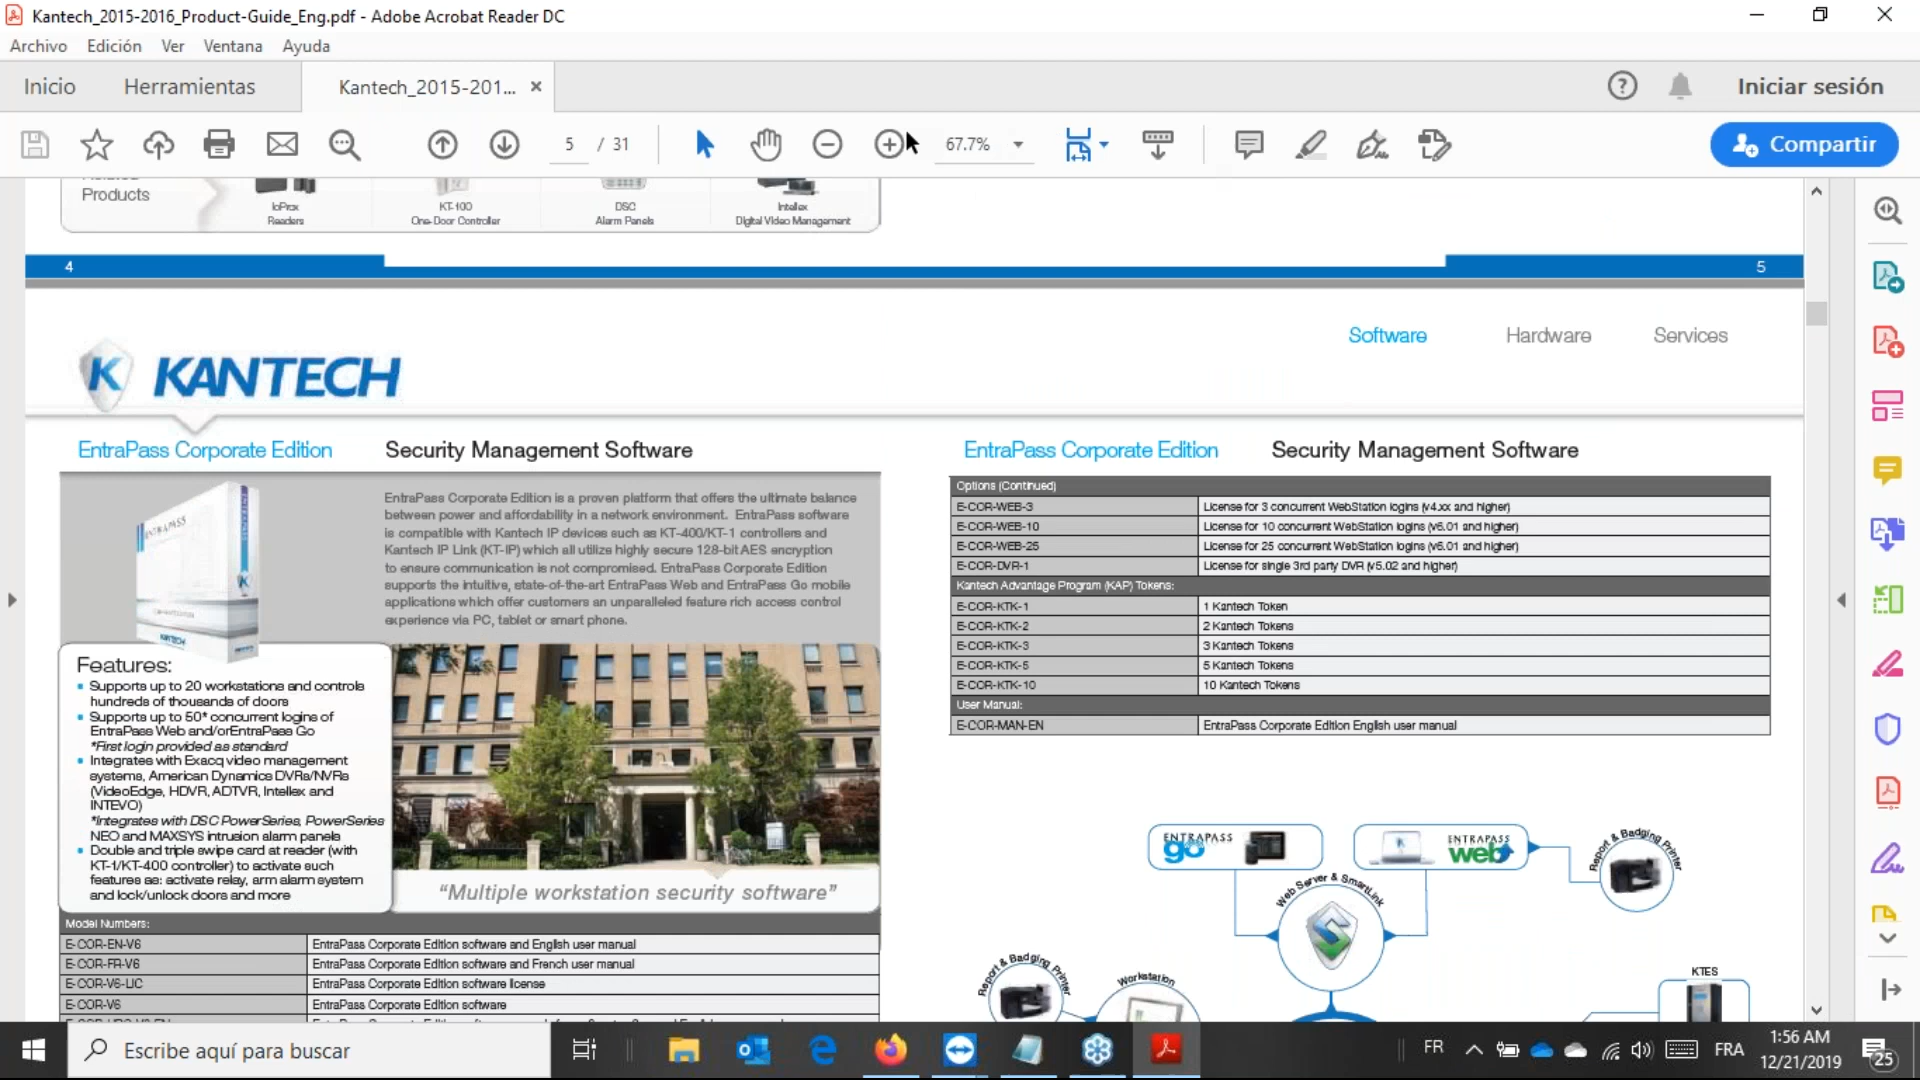 Kantech_2015-2016_Product-Guide_Eng.pdf - Adobe Acrobat Reader DC
Archivo Edición Ver Ventana Ayuda
Inicio Herramientas Kantech_2015-201... × Iniciar sesión
5 / 31 67.7% Compartir
Products
IoProx Readers
KT-100 One-Door Controller
DSC Alarm Panels
Intellex Digital Video Management
4 5
Software Hardware Services
K KANTECH
EntraPass Corporate Edition Security Management Software
EntraPass Corporate Edition is a proven platform that offers the ultimate balance
between power and affordability in a network environment. EntraPass software
is compatible with Kantech IP devices such as KT-400/KT-1 controllers and
Kantech IP Link (KT-IP) which all utilize highly secure 128-bit AES encryption
to ensure communication is not compromised. EntraPass Corporate Edition
supports the intuitive, state-of-the-art EntraPass Web and EntraPass Go mobile
applications which offer customers an unparalleled feature rich access control
experience via PC, tablet or smart phone.
ENTRAPASS
KANTECH
Features:
Supports up to 20 workstations and controls
hundreds of thousands of doors
Supports up to 50* concurrent logins of
EntraPass Web and/orEntraPass Go
*First login provided as standard
Integrates with Exacq video management
systems, American Dynamics DVRs/NVRs
(VideoEdge, HDVR, ADTVR, Intellex and
INTEVO)
*Integrates with DSC PowerSeries, PowerSeries
NEO and MAXSYS intrusion alarm panels
Double and triple swipe card at reader (with
KT-1/KT-400 controller) to activate such
features as: activate relay, arm alarm system
and lock/unlock doors and more
"Multiple workstation security software"
Model Numbers:
E-COR-EN-V6 EntraPass Corporate Edition software and English user manual
E-COR-FR-V6 EntraPass Corporate Edition software and French user manual
E-COR-V6-LIC EntraPass Corporate Edition software license
E-COR-V6 EntraPass Corporate Edition software
EntraPass Corporate Edition Security Management Software
Options (Continued)
E-COR-WEB-3 License for 3 concurrent WebStation logins (v4.xx and higher)
E-COR-WEB-10 License for 10 concurrent WebStation logins (v6.01 and higher)
E-COR-WEB-25 License for 25 concurrent WebStation logins (v6.01 and higher)
E-COR-DVR-1 License for single 3rd party DVR (v5.02 and higher)
Kantech Advantage Program (KAP) Tokens:
E-COR-KTK-1 1 Kantech Token
E-COR-KTK-2 2 Kantech Tokens
E-COR-KTK-3 3 Kantech Tokens
E-COR-KTK-5 5 Kantech Tokens
E-COR-KTK-10 10 Kantech Tokens
User Manual:
E-COR-MAN-EN EntraPass Corporate Edition English user manual
ENTRAPASS go
ENTRAPASS web
Report & Badging Printer
Web Server & SmartLink
Report & Badging Printer
Workstation
KTES
Escribe aquí para buscar
FR FRA 1:56 AM
12/21/2019 25